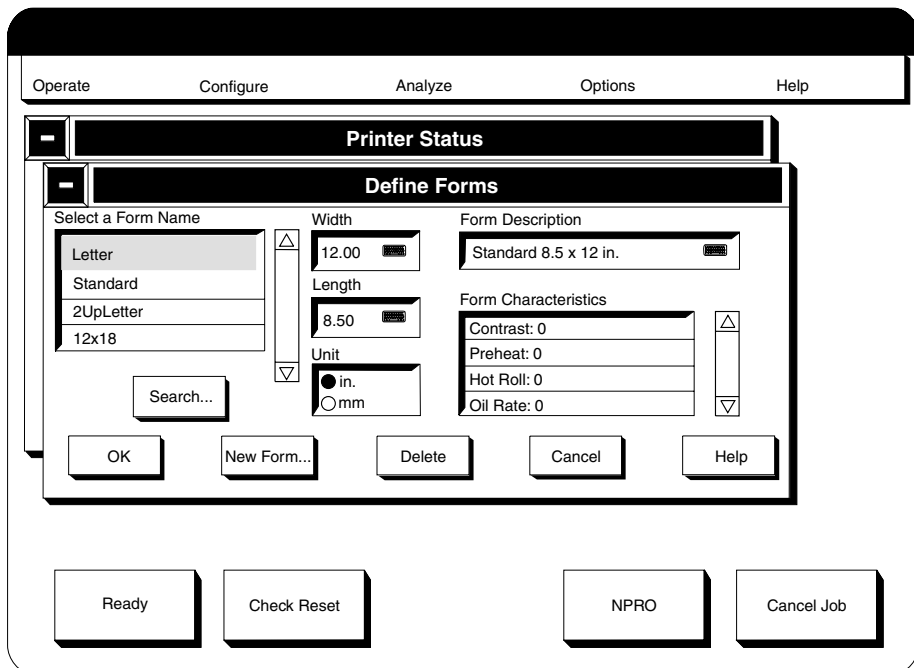 Operate Configure Analyze Options Help
Printer Status
Define Forms
Select a Form Name
Letter
Standard
2UpLetter
12x18
Search...
Width
12.00
Length
8.50
Unit
in.
mm
Form Description
Standard 8.5 x 12 in.
Form Characteristics
Contrast: 0
Preheat: 0
Hot Roll: 0
Oil Rate: 0
OK New Form... Delete Cancel Help
Ready Check Reset NPRO Cancel Job